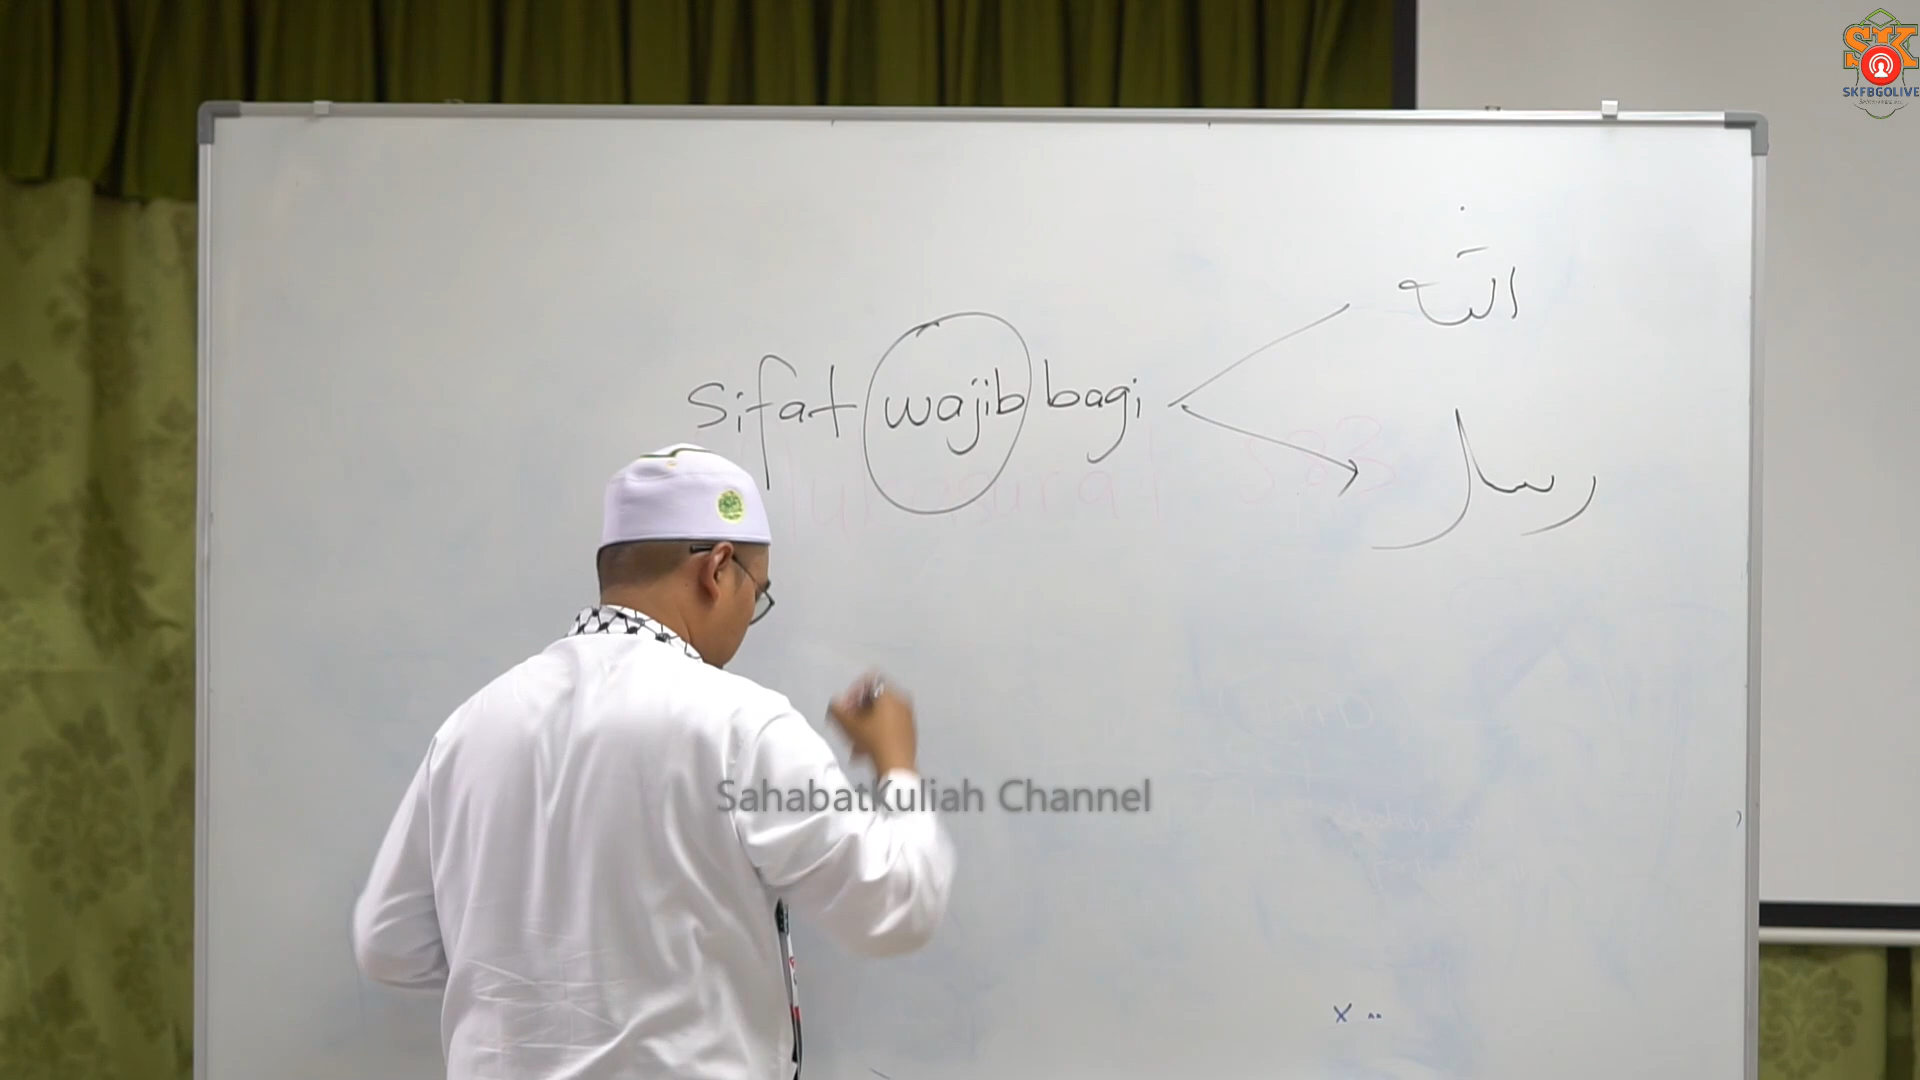 SKFBGOLIVE
الله
sifat wajib bagi
رسل
SahabatKuliah Channel
x